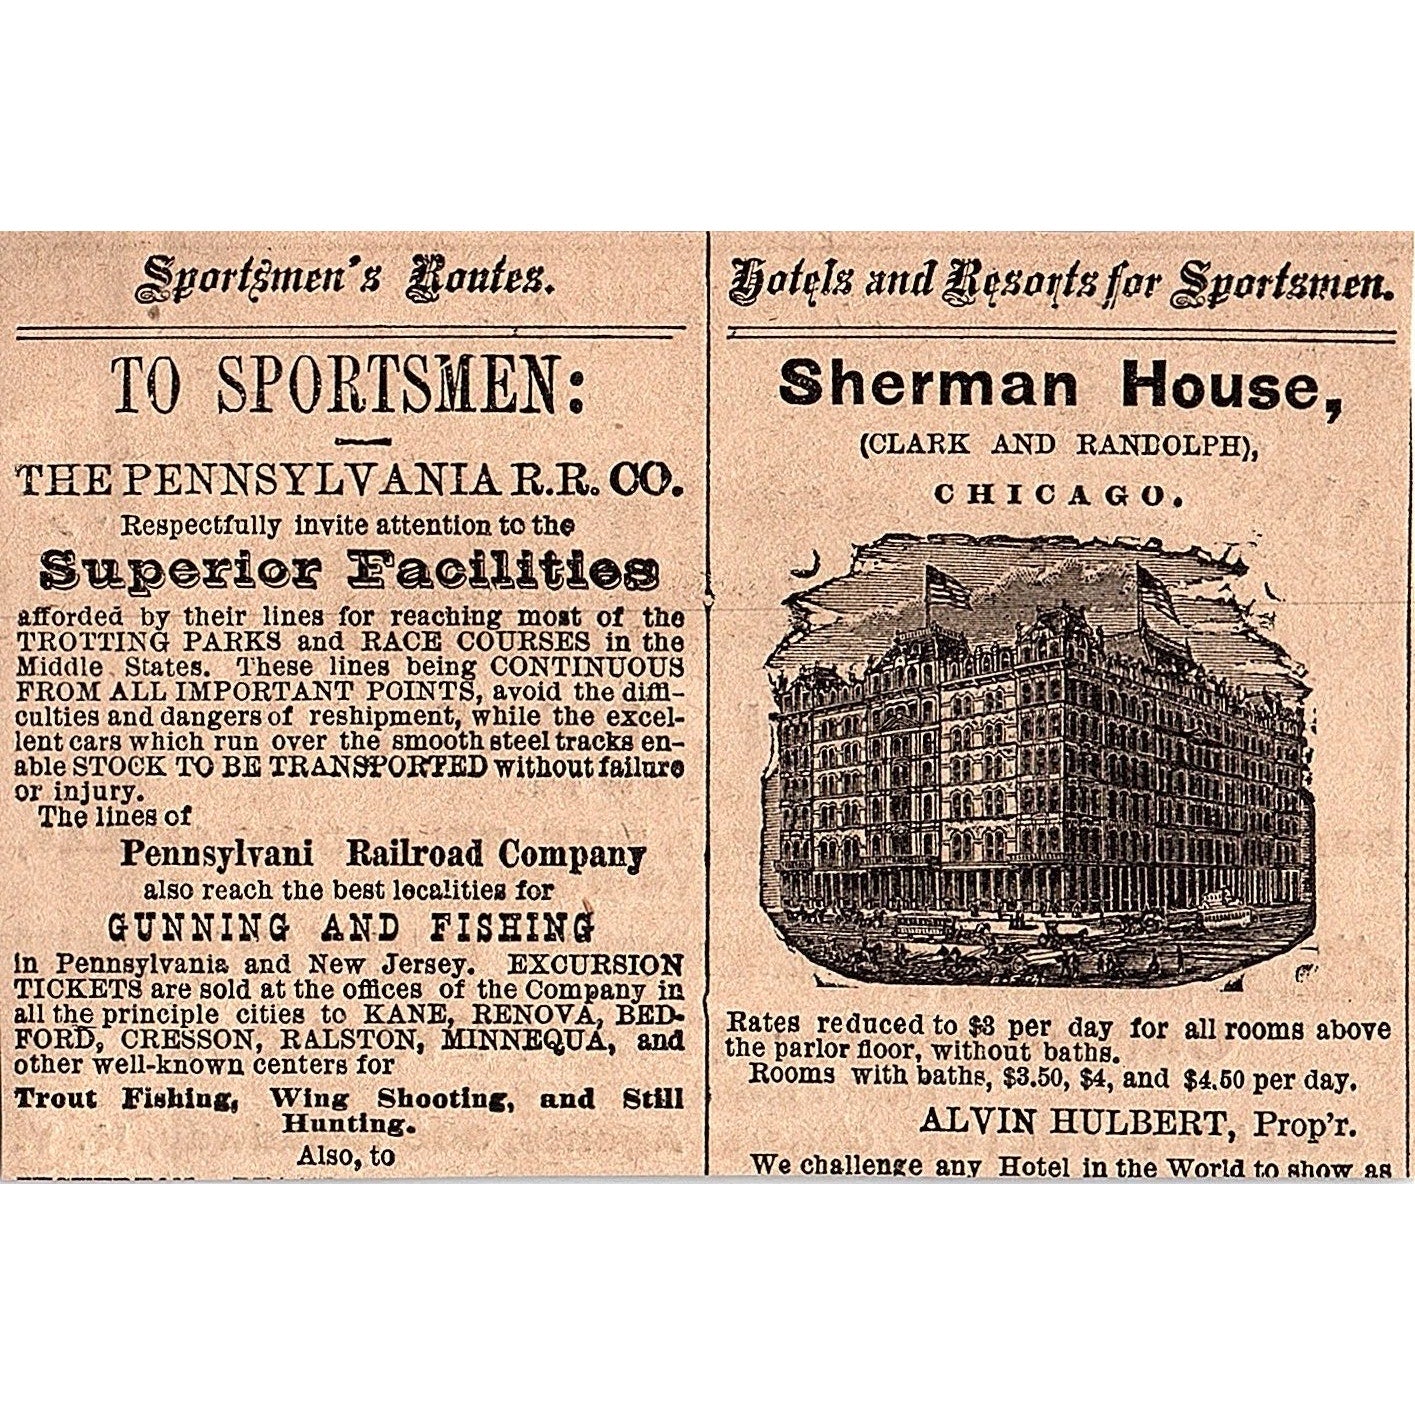 Sportsmen's Routes.
TO SPORTSMEN:
THE PENNSYLVANIA R.R. CO.
Respectfully invite attention to the
Superior Facilities
afforded by their lines for reaching most of the
TROTTING PARKS and RACE COURSES in the
Middle States. These lines being CONTINUOUS
FROM ALL IMPORTANT POINTS, avoid the diffi-
culties and dangers of reshipment, while the excel-
lent cars which run over the smooth steel tracks en-
able STOCK TO BE TRANSPORTED without failure
or injury.
The lines of
Pennsylvani Railroad Company
also reach the best localities for
GUNNING AND FISHING
in Pennsylvania and New Jersey. EXCURSION
TICKETS are sold at the offices of the Company in
all the principle cities to KANE, RENOVA, BED-
FORD, CRESSON, RALSTON, MINNEQUA, and
other well-known centers for
Trout Fishing, Wing Shooting, and Still
Hunting.
Also, to
Hotels and Resorts for Sportsmen.
Sherman House,
(CLARK AND RANDOLPH),
CHICAGO.
Rates reduced to $3 per day for all rooms above
the parlor floor, without baths.
Rooms with baths, $3.50, $4, and $4.50 per day.
ALVIN HULBERT, Prop'r.
We challenge any Hotel in the World to show as